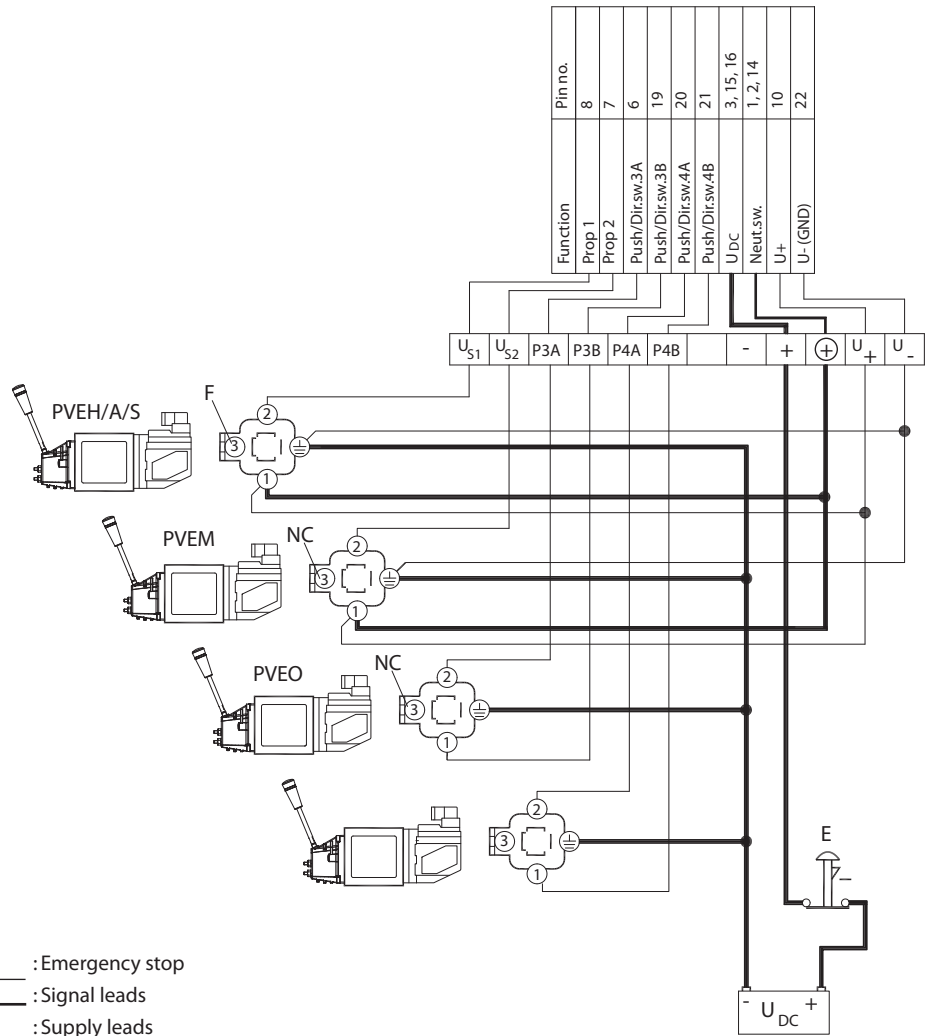 Function Pin no.
Prop 1 8
Prop 2 7
Push/Dir.sw.3A 6
Push/Dir.sw.3B 19
Push/Dir.sw.4A 20
Push/Dir.sw.4B 21
UDC 3, 15, 16
Neut.sw. 1, 2, 14
U+ 10
U- (GND) 22
US1 US2 P3A P3B P4A P4B - + + U+ U-
F
PVEH/A/S
2
3
1
PVEM
NC
2
3
1
PVEO
NC
2
3
1
2
3
1
E
: Emergency stop
: Signal leads
: Supply leads
- UDC +